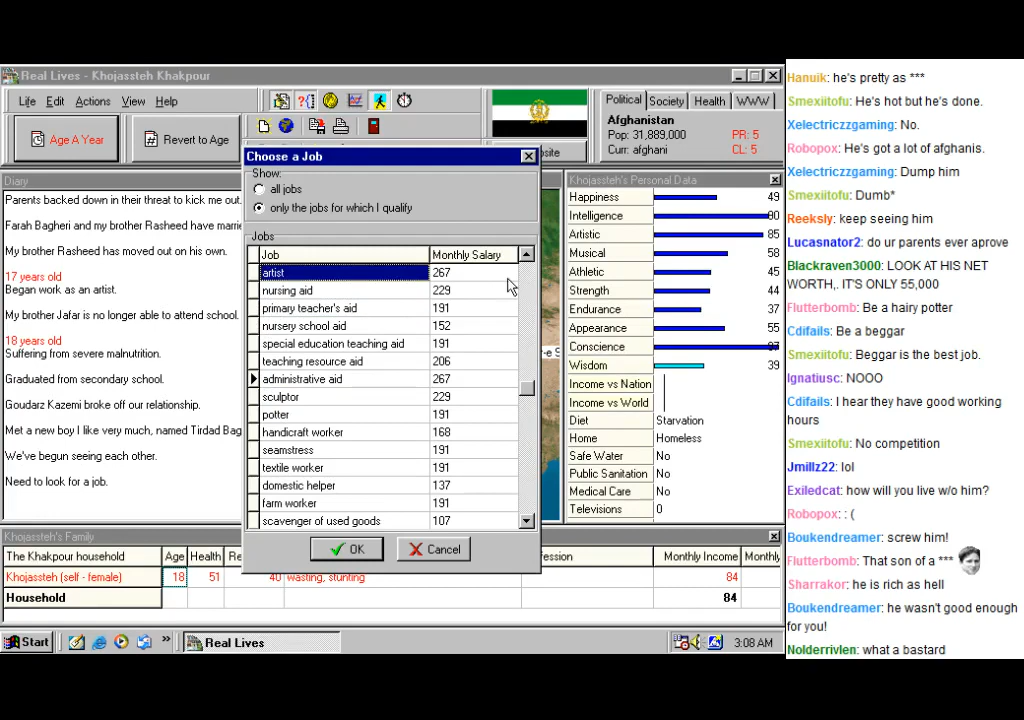 Real Lives - Khojassteh Khakpour
Life Edit Actions View Help
Age A Year
Revert to Age
Political Society Health WWW
Afghanistan
Pop: 31,889,000 PR: 5
Curr: afghani CL: 5
Choose a Job
Show:
all jobs
only the jobs for which I qualify
Jobs
Job Monthly Salary
artist 267
nursing aid 229
primary teacher's aid 191
nursery school aid 152
special education teaching aid 191
teaching resource aid 206
administrative aid 267
sculptor 229
potter 191
handicraft worker 168
seamstress 191
textile worker 191
domestic helper 137
farm worker 191
scavenger of used goods 107
OK Cancel
Diary
Parents backed down in their threat to kick me out.
Farah Bagheri and my brother Rasheed have marri
My brother Rasheed has moved out on his own.
17 years old
Began work as an artist.
My brother Jafar is no longer able to attend school.
18 years old
Suffering from severe malnutrition.
Graduated from secondary school.
Goudarz Kazemi broke off our relationship.
Met a new boy I like very much, named Tirdad Bag
We've begun seeing each other.
Need to look for a job.
Khojassteh's Personal Data
Happiness 49
Intelligence 80
Artistic 85
Musical 58
Athletic 45
Strength 44
Endurance 37
Appearance 55
Conscience 97
Wisdom 39
Income vs Nation
Income vs World
Diet Starvation
Home Homeless
Safe Water No
Public Sanitation No
Medical Care No
Televisions 0
Khojassteh's Family
The Khakpour household Age Health Re fession Monthly Income Monthly
Khojassteh (self - female) 18 51 40 wasting, stunting 84
Household 84
Start Real Lives 3:08 AM
Hanuik: he's pretty as ***
Smexiitofu: He's hot but he's done.
Xelectriczzgaming: No.
Robopox: He's got a lot of afghanis.
Xelectriczzgaming: Dump him
Smexiitofu: Dumb*
Reeksly: keep seeing him
Lucasnator2: do ur parents ever aprove
Blackraven3000: LOOK AT HIS NET
WORTH,. IT'S ONLY 55,000
Flutterbomb: Be a hairy potter
Cdifails: Be a beggar
Smexiitofu: Beggar is the best job.
Ignatiusc: NOOO
Cdifails: I hear they have good working
hours
Smexiitofu: No competition
Jmillz22: lol
Exiledcat: how will you live w/o him?
Robopox: : (
Boukendreamer: screw him!
Flutterbomb: That son of a ***
Sharrakor: he is rich as hell
Boukendreamer: he wasn't good enough
for you!
Nolderrivlen: what a bastard